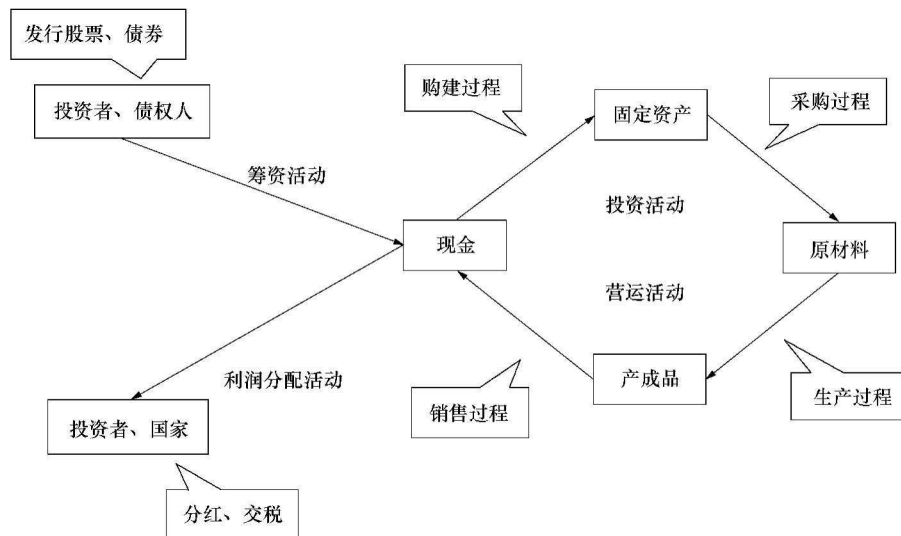 发行股票、债券
投资者、债权人
购建过程
固定资产
采购过程
筹资活动
投资活动
现金
原材料
营运活动
利润分配活动
产成品
销售过程
生产过程
投资者、国家
分红、交税